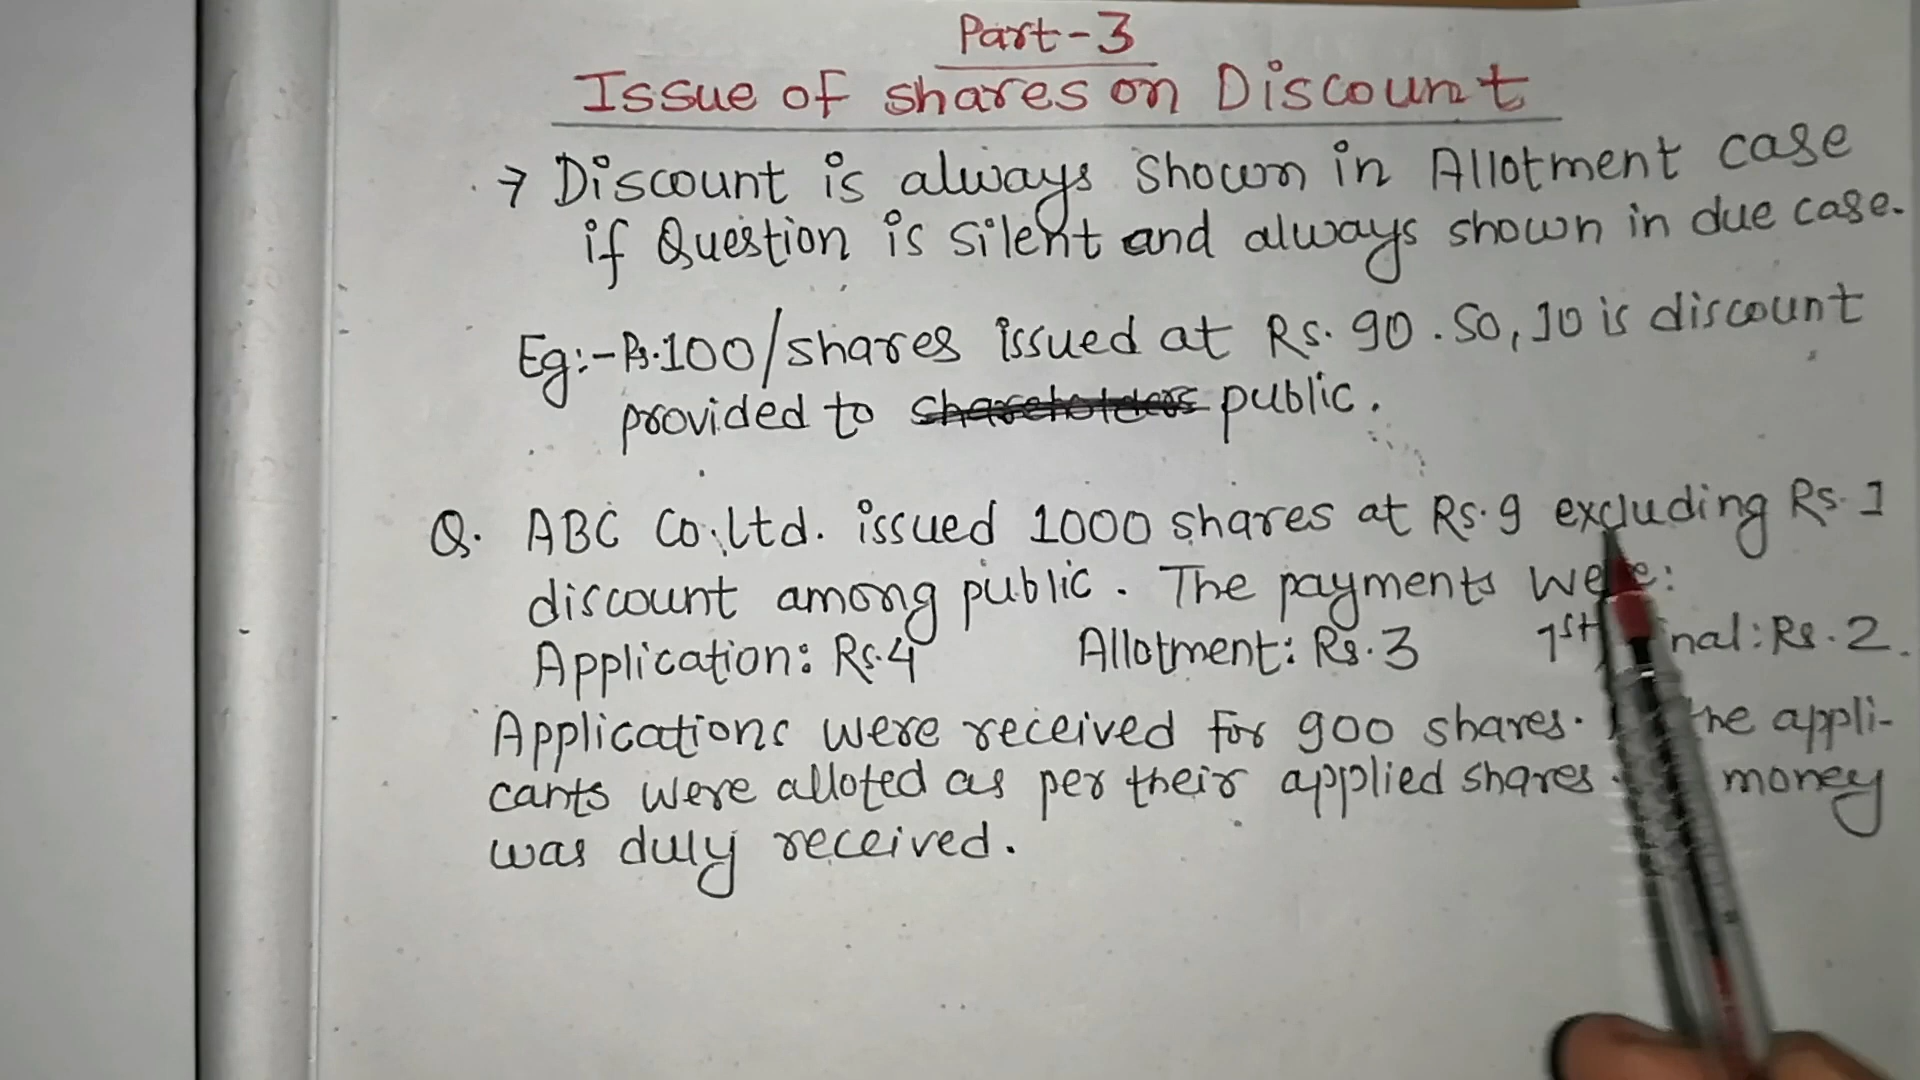 Part-3
Issue of shares on Discount
→ Discount is always shown in Allotment case
if Question is silent and always shown in due case.
Eg:- Rs.100/shares issued at Rs. 90. So, 10 is discount
provided to shareholders public.
Q. ABC Co. Ltd. issued 1000 shares at Rs. 9 excluding Rs. 1
discount among public. The payments were:
Application: Rs. 4 Allotment: Rs. 3 1st Rs. 2.
Applications were received for 900 shares. the appli-
cants were alloted as per their applied shares. money
was duly received.